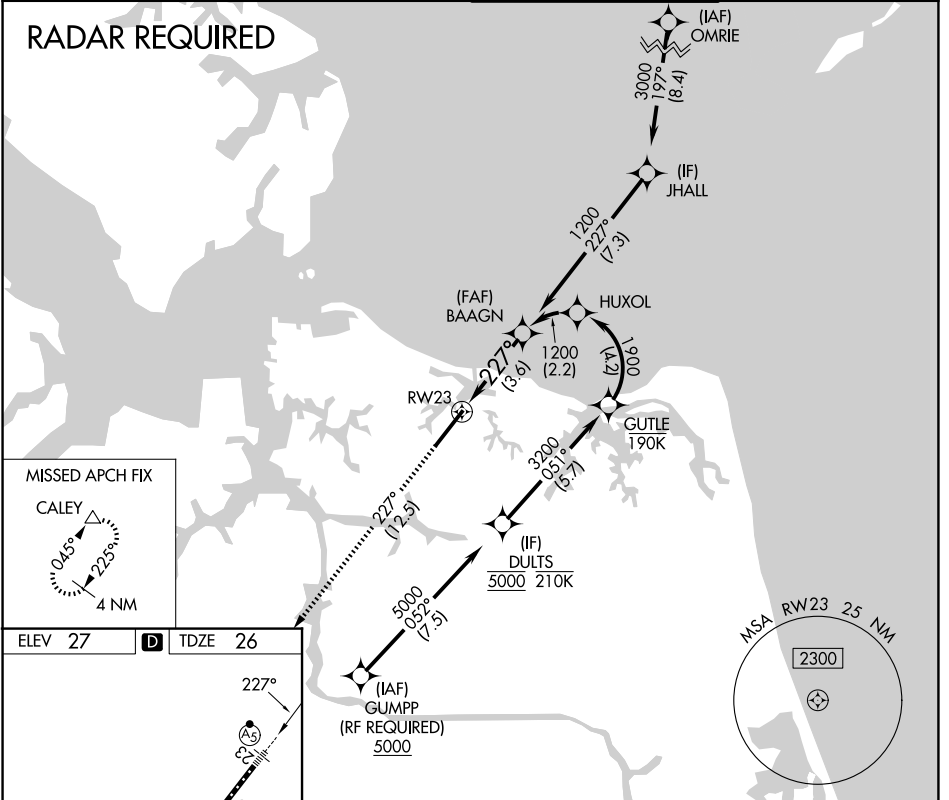 RADAR REQUIRED
(IAF)
OMRIE
3000
197°
(8.4)
(IF)
JHALL
1200
227°
(7.3)
(FAF)
BAAGN
HUXOL
1200
(2.2)
1900
(4.2)
227°
(3.6)
RW23
GUTLE
190K
3200
051°
(5.7)
227°
(12.5)
(IF)
DULTS
5000 210K
5000
052°
(7.5)
(IAF)
GUMPP
(RF REQUIRED)
5000
MISSED APCH FIX
CALEY
045°
225°
4 NM
ELEV 27
D
TDZE 26
227°
A5
23
MSA RW23 25 NM
2300